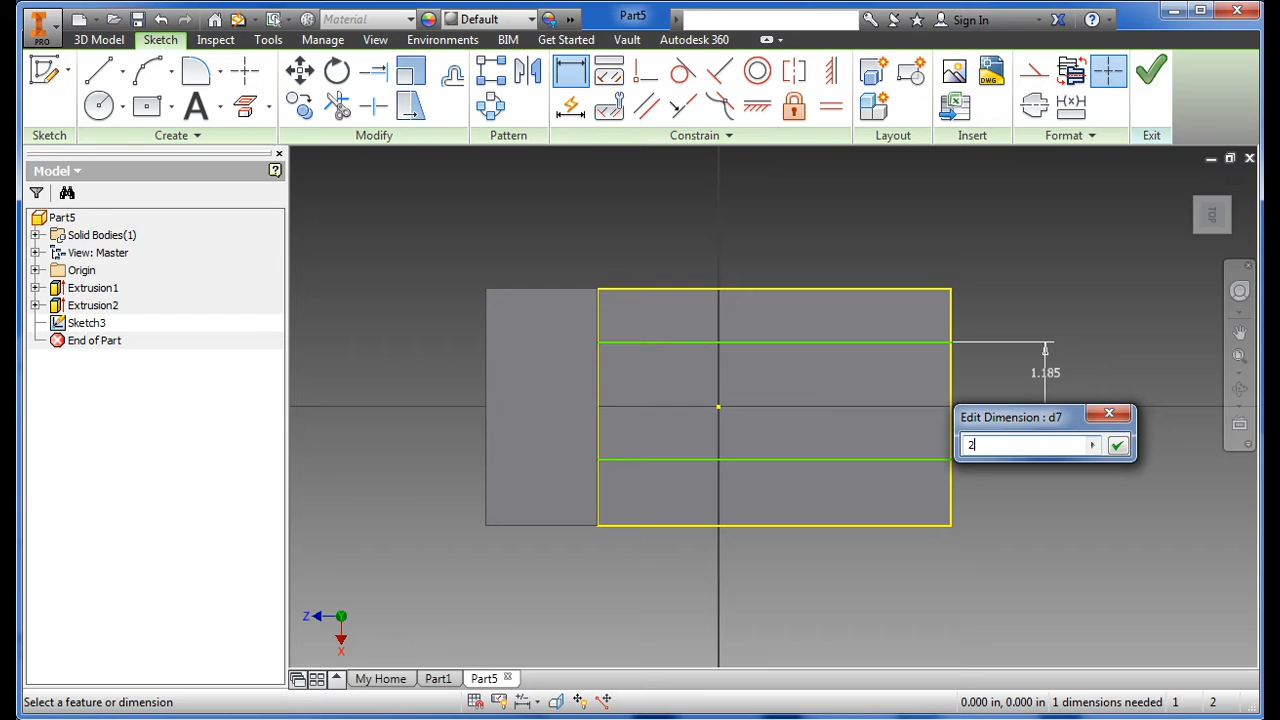 Material
Default
Part5
Sign In
PRO
3D Model
Sketch
Inspect
Tools
Manage
View
Environments
BIM
Get Started
Vault
Autodesk 360
Sketch
Create
Modify
Pattern
Constrain
Layout
Insert
Format
Exit
Model
Part5
Solid Bodies(1)
View: Master
Origin
Extrusion1
Extrusion2
Sketch3
End of Part
TOP
1.185
Edit Dimension : d7
2
Z
Y
X
My Home
Part1
Part5
Select a feature or dimension
0.000 in, 0.000 in
1 dimensions needed
1
2